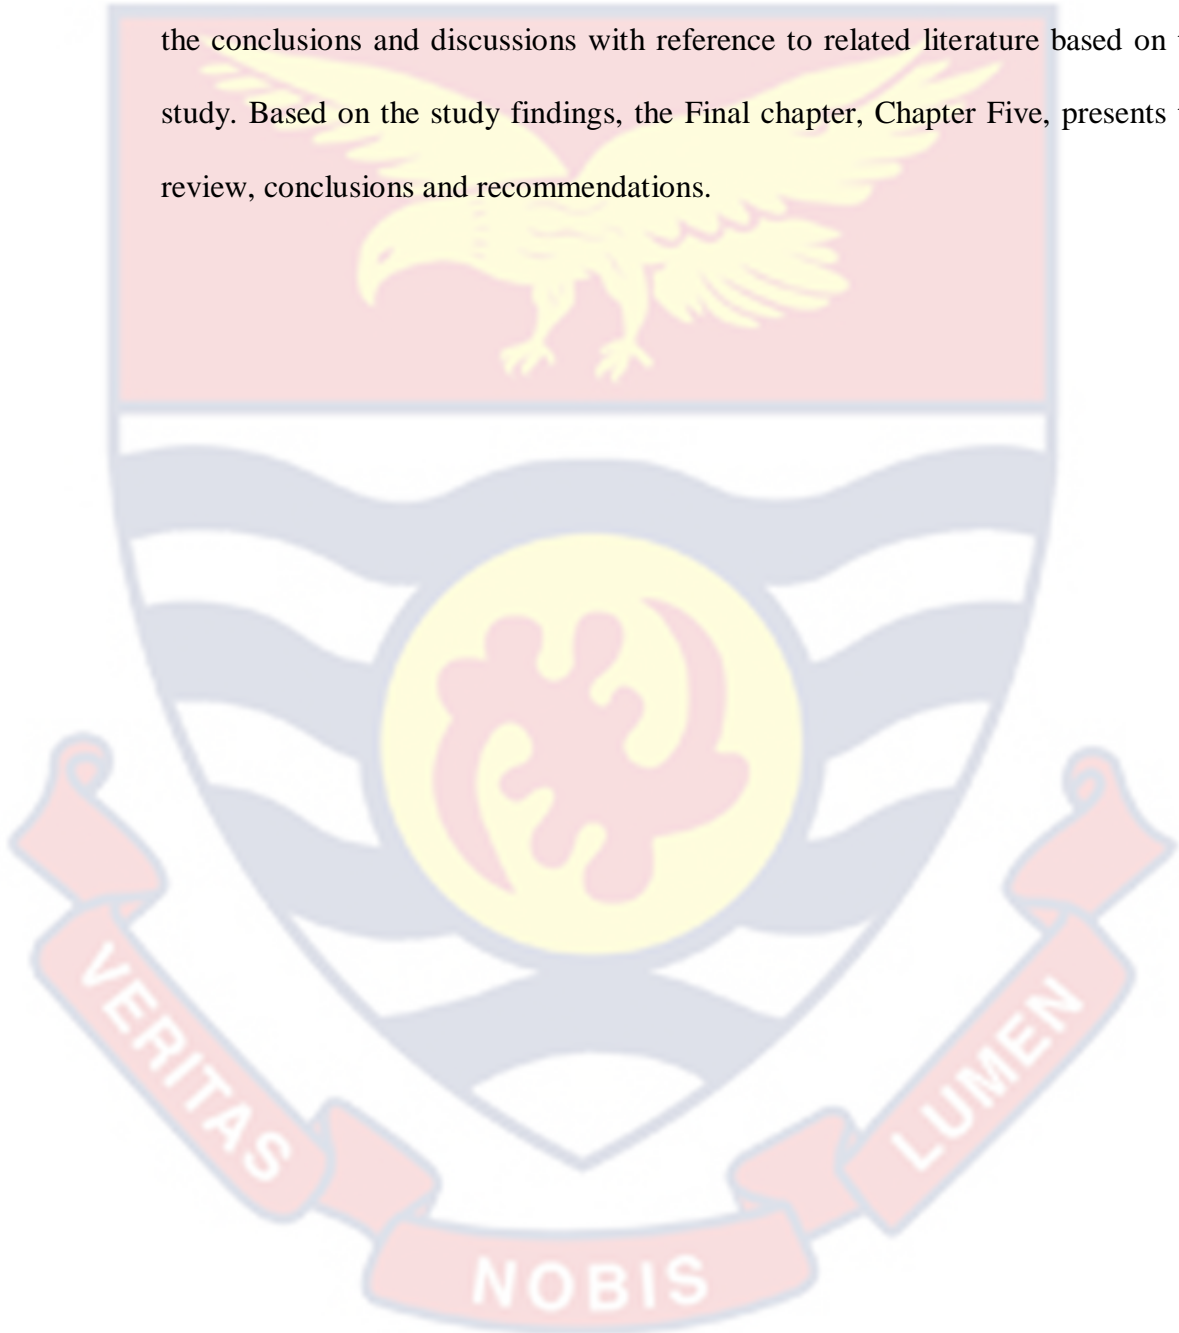 the conclusions and discussions with reference to related literature based on
study. Based on the study findings, the Final chapter, Chapter Five, presents
review, conclusions and recommendations.
VERITAS
NOBIS
LUMEN